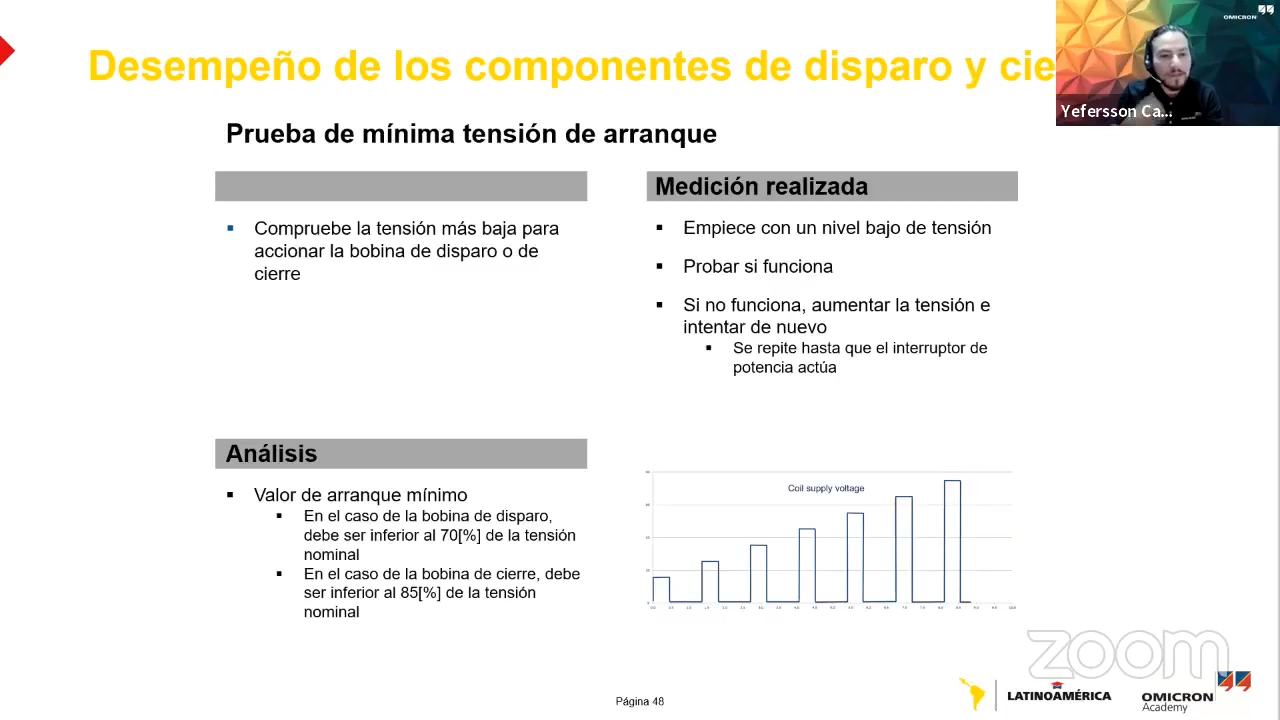 Desempeño de los componentes de disparo y cie
OMICRON
Yefersson Ca...
Prueba de mínima tensión de arranque
Compruebe la tensión más baja para
accionar la bobina de disparo o de
cierre
Medición realizada
Empiece con un nivel bajo de tensión
Probar si funciona
Si no funciona, aumentar la tensión e
intentar de nuevo
Se repite hasta que el interruptor de
potencia actúa
Análisis
Valor de arranque mínimo
En el caso de la bobina de disparo,
debe ser inferior al 70[%] de la tensión
nominal
En el caso de la bobina de cierre, debe
ser inferior al 85[%] de la tensión
nominal
Coil supply voltage
zoom
Página 48
LATINOAMÉRICA
OMICRON
Academy